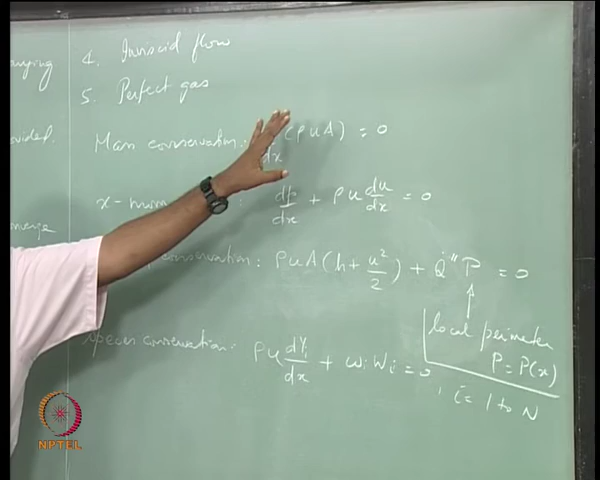 4. Inviscid flow
5. Perfect gas
Mass conservation: d/dx (ρuA) = 0
dp/dx + ρu du/dx = 0
conservation: ρuA(h + u²/2) + Q̇"P = 0
local perimeter
P = P(x)
Species conservation: ρu dYi/dx + ωi Wi = 0
i = 1 to N
NPTEL